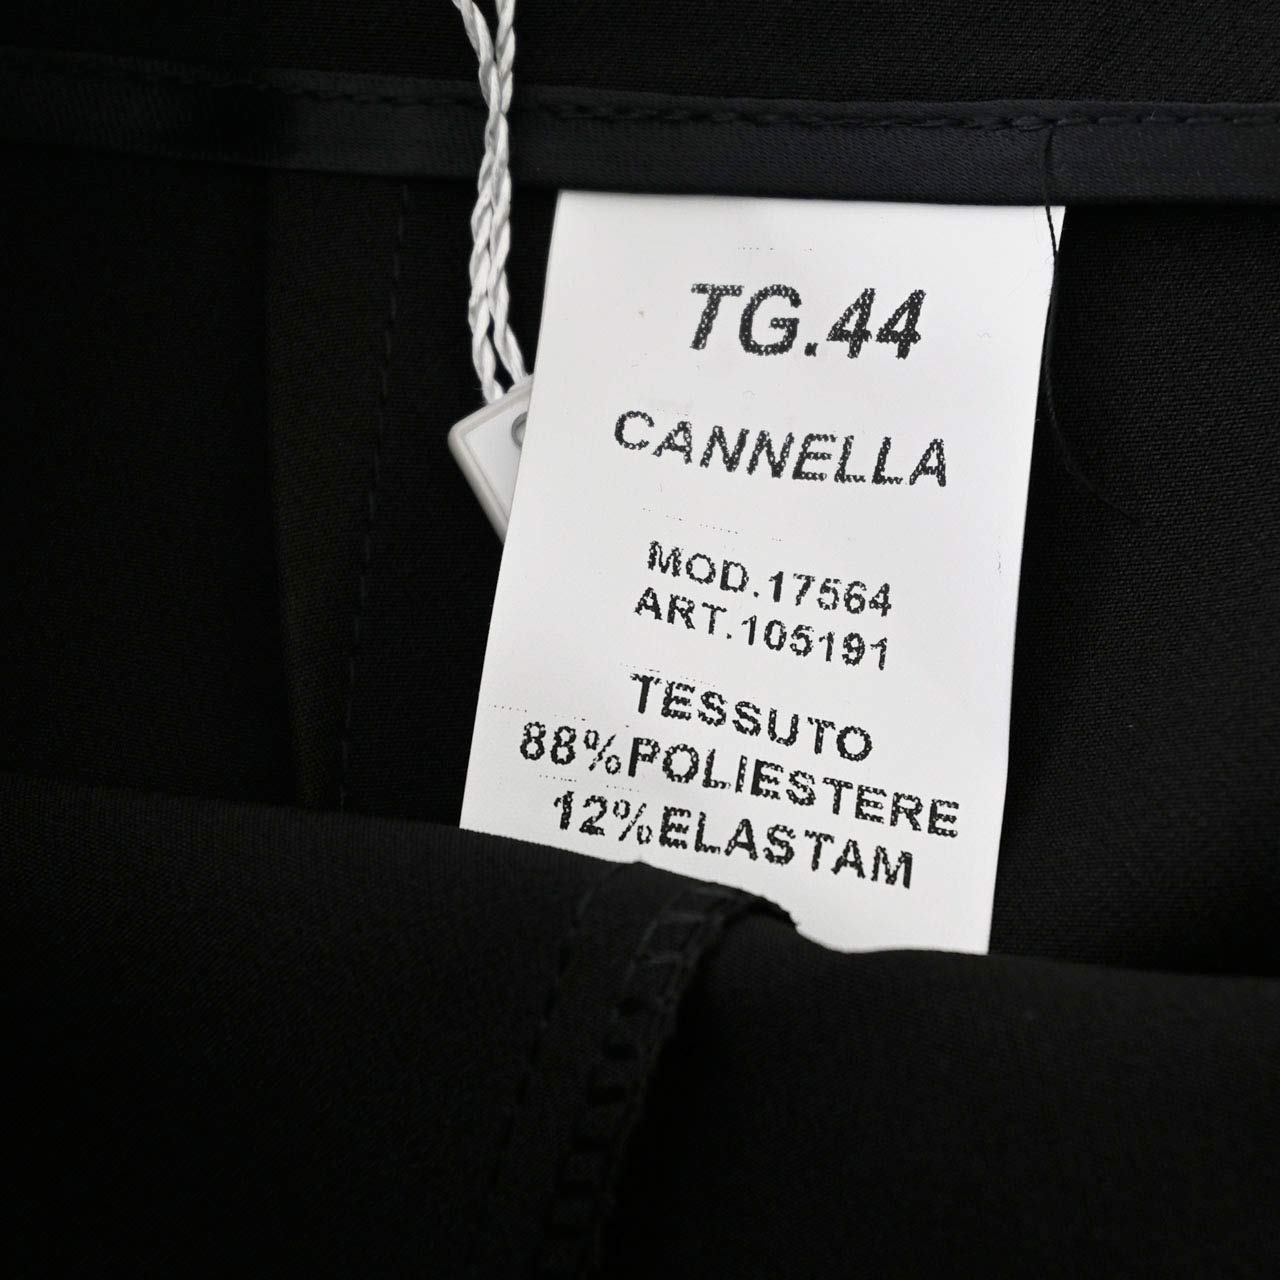 TG.44
CANNELLA
MOD.17564
ART.105191
TESSUTO
88%POLIESTERE
12%ELASTAM